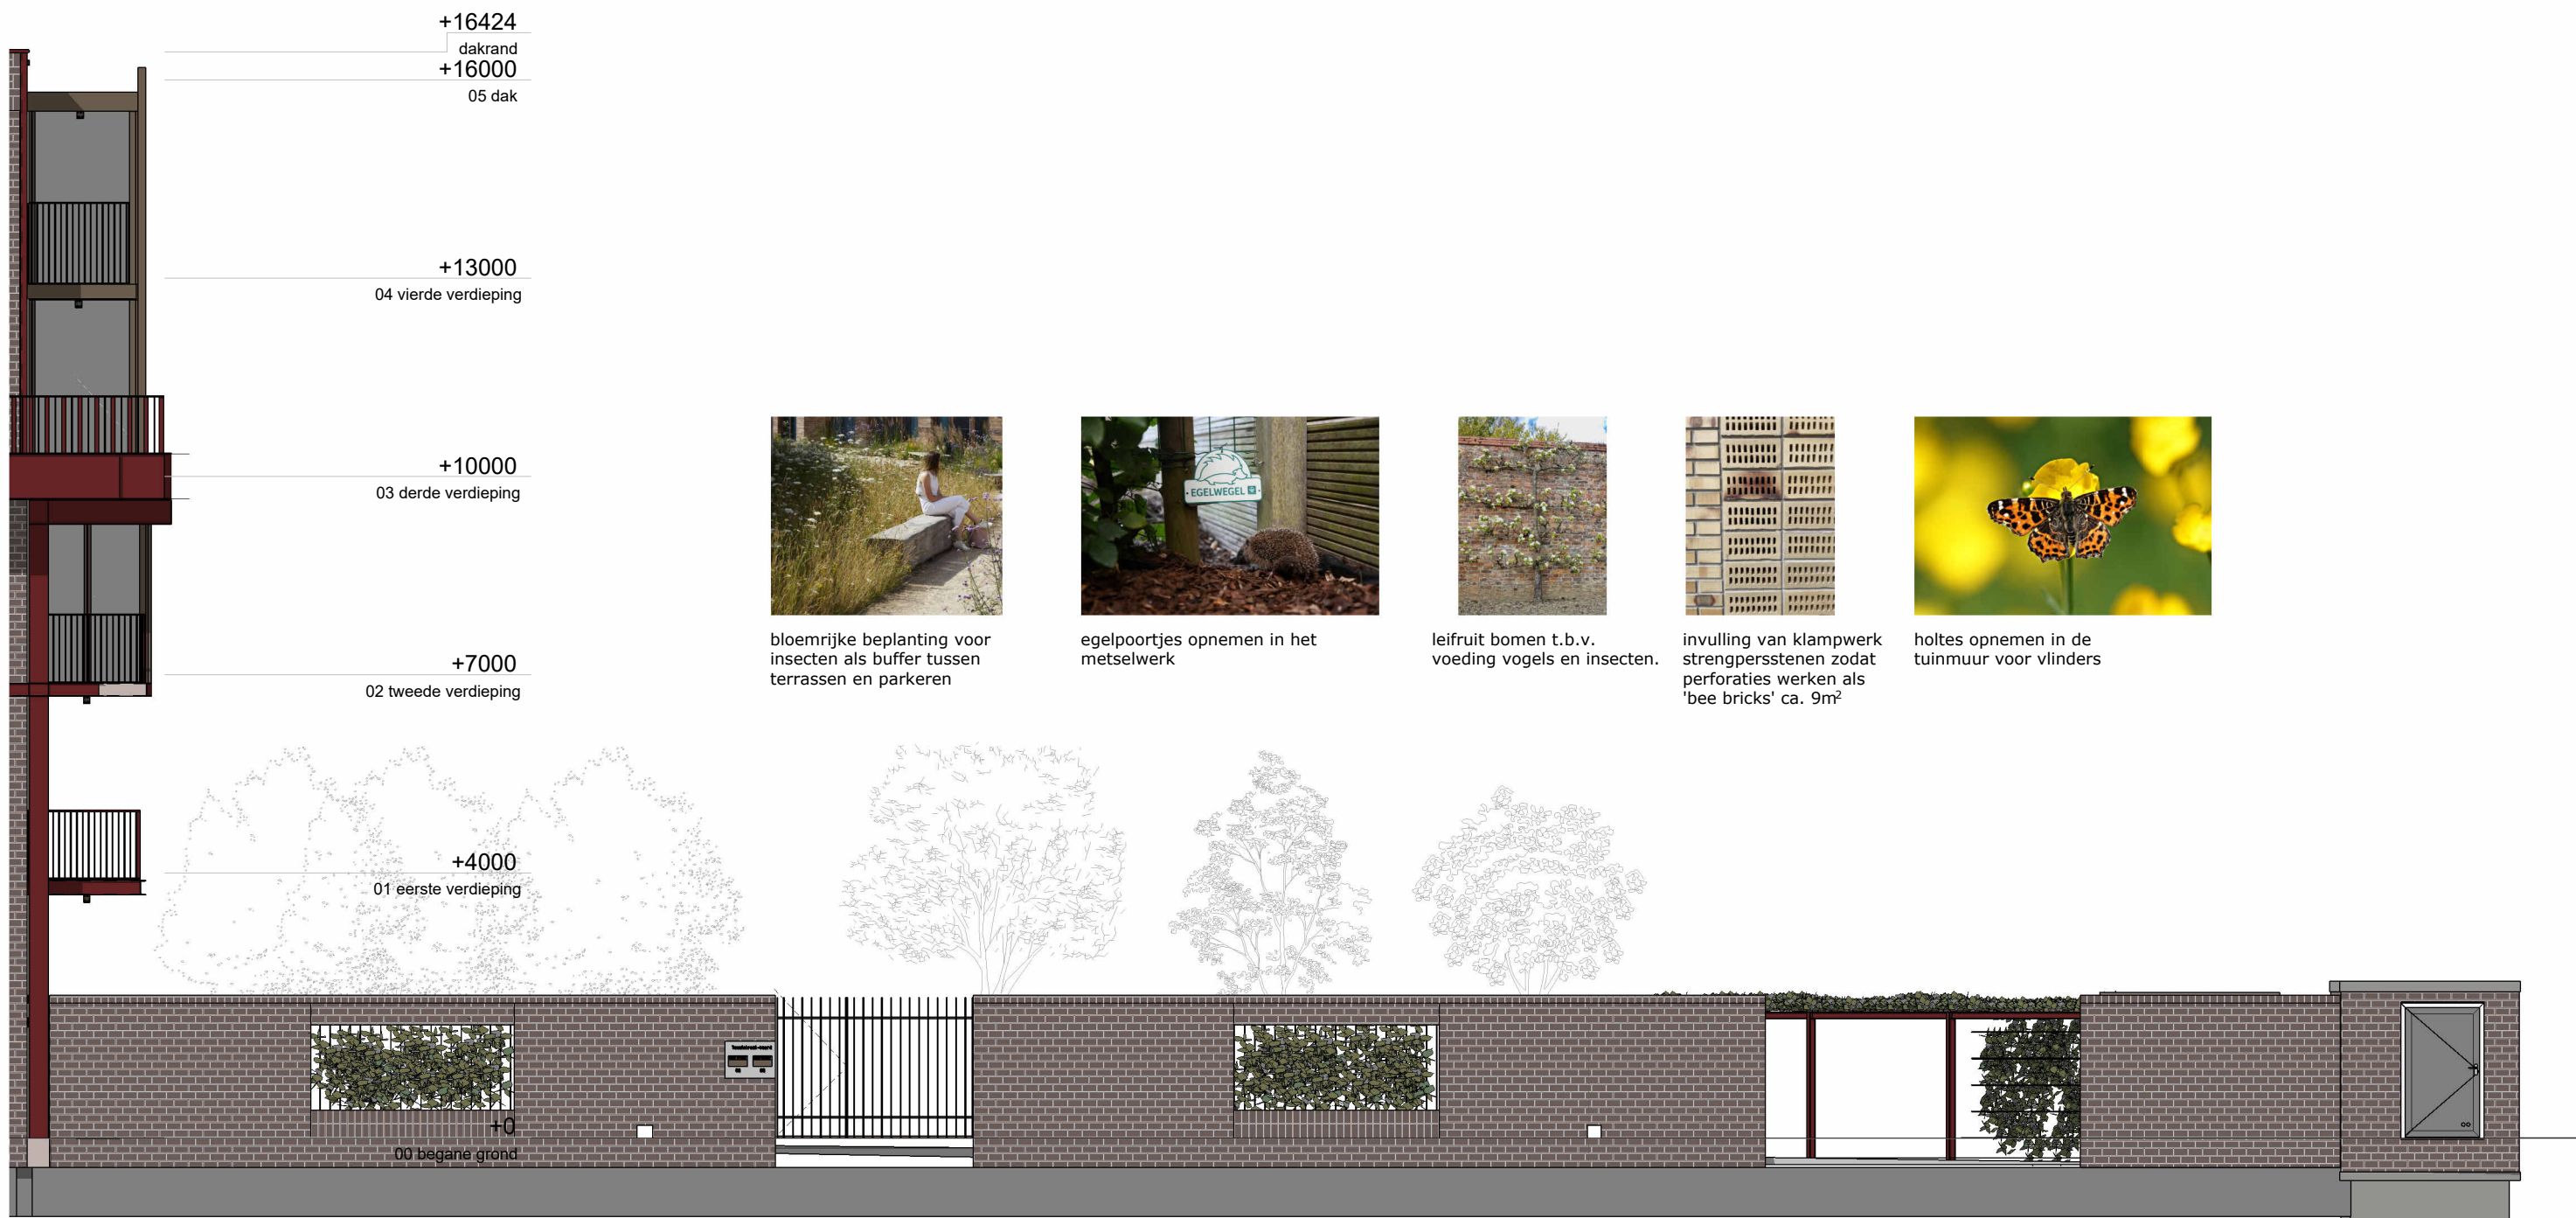 +16424
dakrand
+16000
05 dak
+13000
04 vierde verdieping
+10000
03 derde verdieping
+7000
02 tweede verdieping
+4000
01 eerste verdieping
+0
00 begane grond
bloemrijke beplanting voor
insecten als buffer tussen
terrassen en parkeren
EGELWEGEL
egelpoortjes opnemen in het
metselwerk
leifruit bomen t.b.v.
voeding vogels en insecten.
invulling van klampwerk
strengpersstenen zodat
perforaties werken als
'bee bricks' ca. 9m²
holtes opnemen in de
tuinmuur voor vlinders